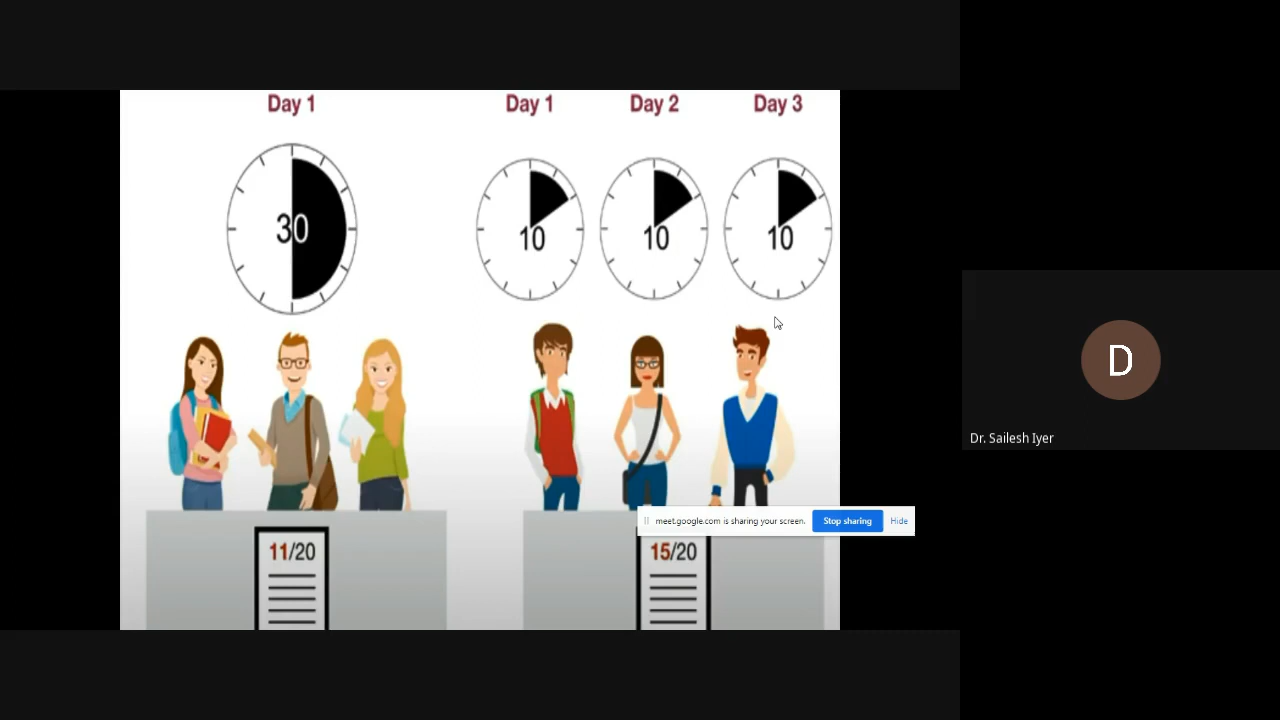 Day 1
Day 1 Day 2 Day 3
30
10 10 10
meet.google.com is sharing your screen. Stop sharing Hide
11/20
15/20
D
Dr. Sailesh Iyer